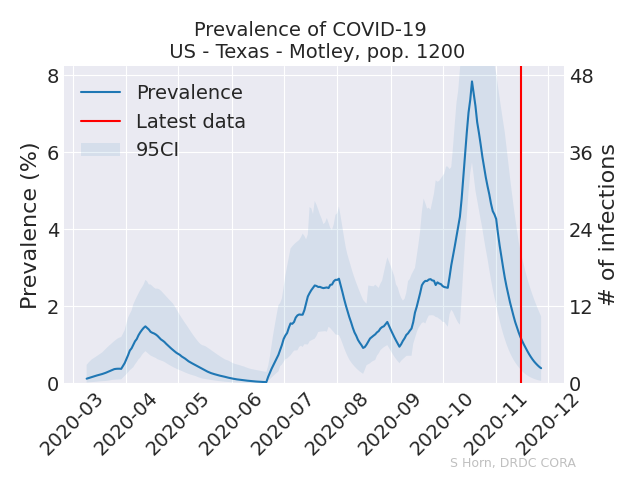 Prevalence of COVID-19
US - Texas - Motley, pop. 1200
Prevalence (%)
8
6
4
2
0
Prevalence
Latest data
95CI
48
36
24
12
0
# of infections
2020-03
2020-04
2020-05
2020-06
2020-07
2020-08
2020-09
2020-10
2020-11
2020-12
S Horn, DRDC CORA